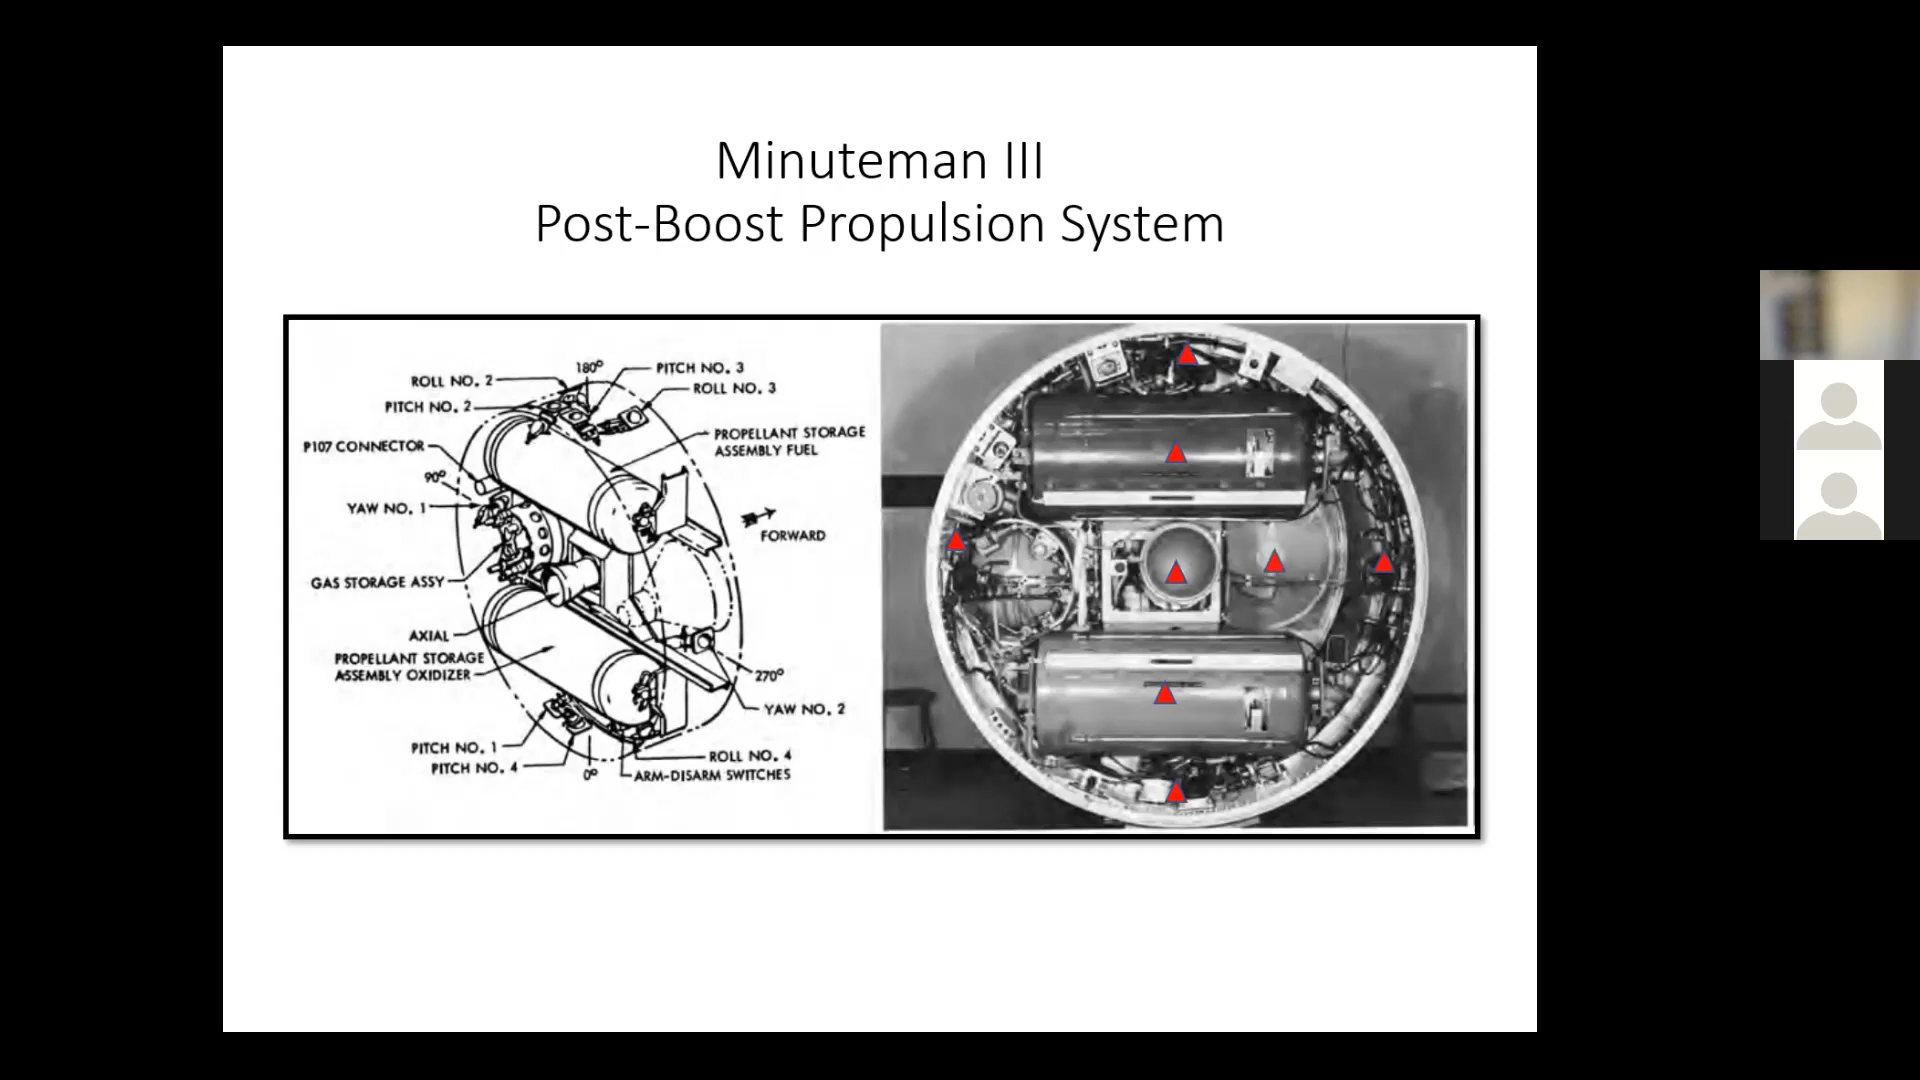 Minuteman III
Post-Boost Propulsion System
180°
PITCH NO. 3
ROLL NO. 2
ROLL NO. 3
PITCH NO. 2
PROPELLANT STORAGE
ASSEMBLY FUEL
P107 CONNECTOR
90°
YAW NO. 1
FORWARD
GAS STORAGE ASSY
AXIAL
PROPELLANT STORAGE
ASSEMBLY OXIDIZER
270°
YAW NO. 2
PITCH NO. 1
PITCH NO. 4
0°
ROLL NO. 4
ARM-DISARM SWITCHES